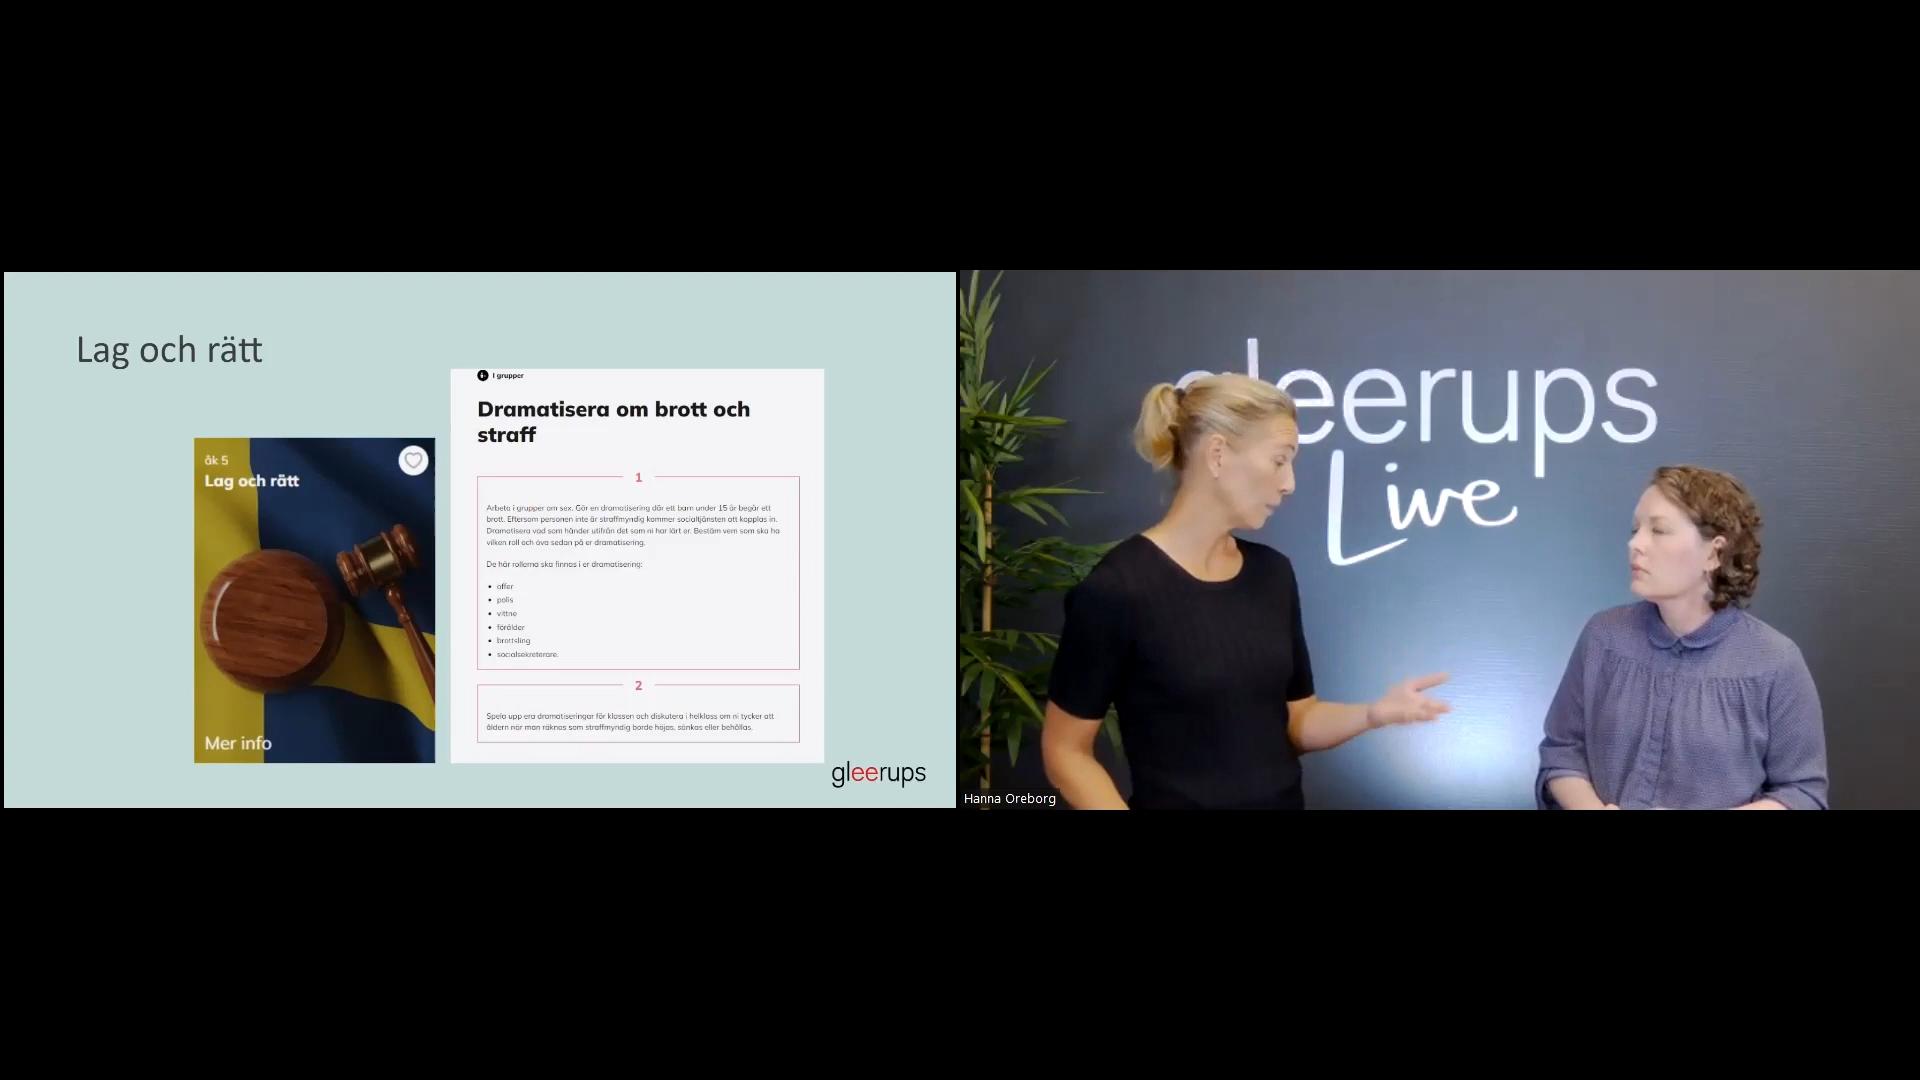 Lag och rätt
åk 5
Lag och rätt
Mer info
I grupper
Dramatisera om brott och
straff
1
Arbeta i grupper om sex. Gör en dramatisering där ett barn under 15 år begår ett
brott. Eftersom personen inte är straffmyndig kommer socialtjänsten att kopplas in.
Dramatisera vad som händer utifrån det som ni har lärt er. Bestäm vem som ska ha
vilken roll och öva sedan på er dramatisering.
De här rollerna ska finnas i er dramatisering:
• offer
• polis
• vittne
• förälder
• brottsling
• socialsekreterare.
2
Spela upp era dramatiseringar för klassen och diskutera i helklass om ni tycker att
åldern när man räknas som straffmyndig borde höjas, sänkas eller behållas.
gleerups
gleerups
Live
Hanna Oreborg